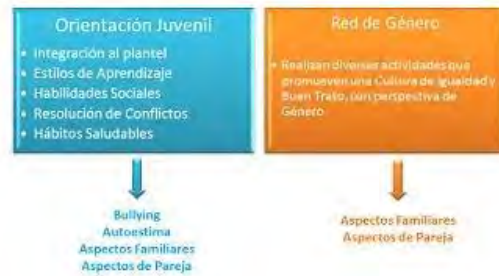 Orientación Juvenil
• Integración al plantel
• Estilos de Aprendizaje
• Habilidades Sociales
• Resolución de Conflictos
• Hábitos Saludables
Bullying
Autoestima
Aspectos Familiares
Aspectos de Pareja
Red de Género
• Realizan diversas actividades que
promueven una Cultura de Igualdad y
Buen Trato, con perspectiva de
Género
Aspectos Familiares
Aspectos de Pareja